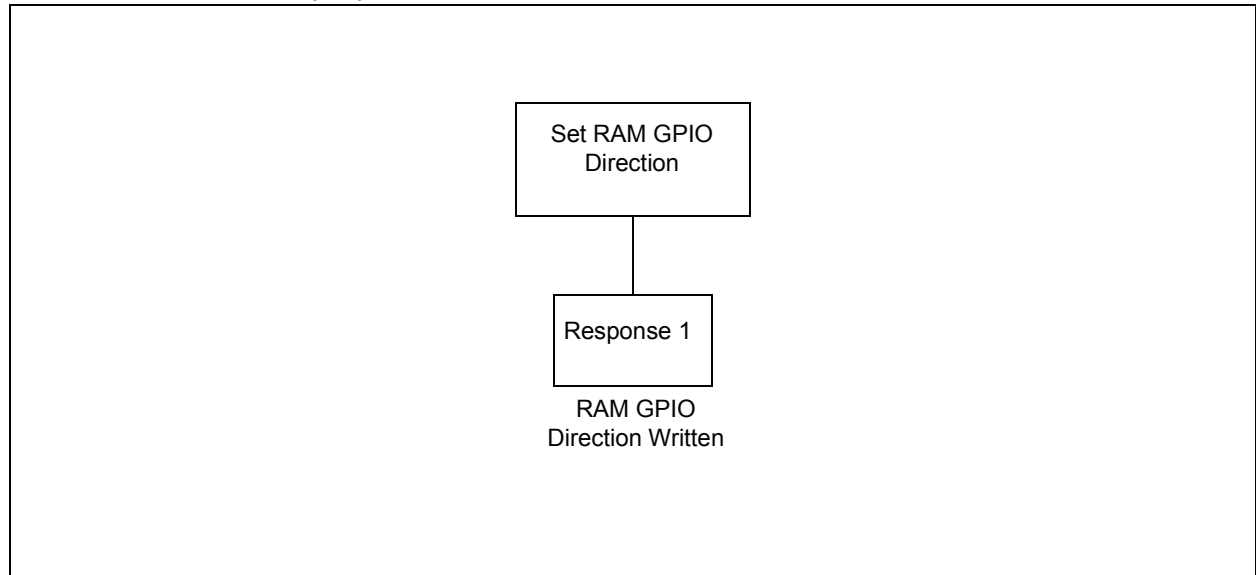 Set RAM GPIO
Direction
Response 1
RAM GPIO
Direction Written